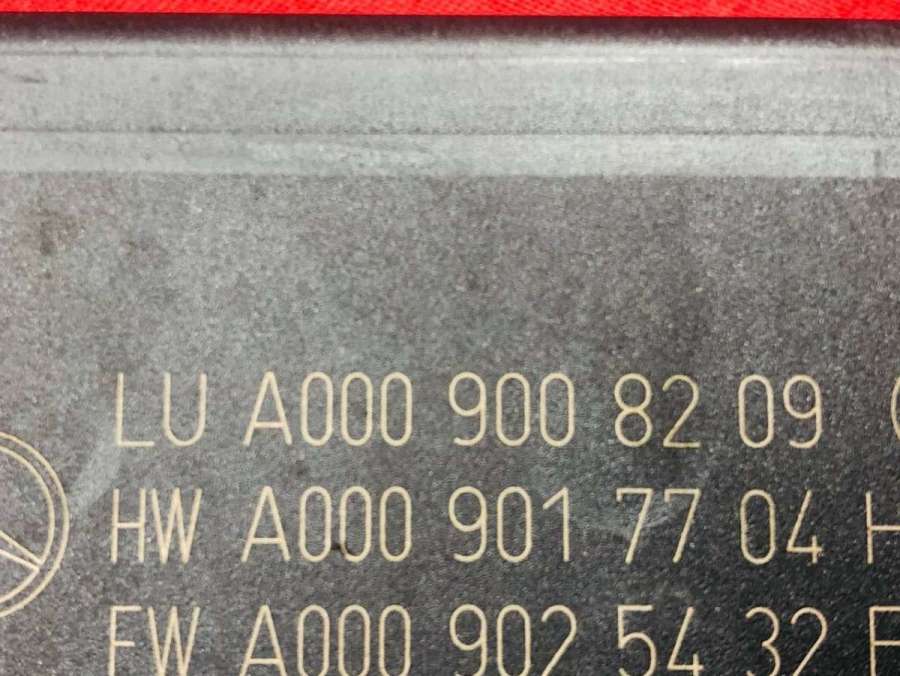 LU A000 900 82 09
HW A000 901 77 04 H
FW A000 902 54 32